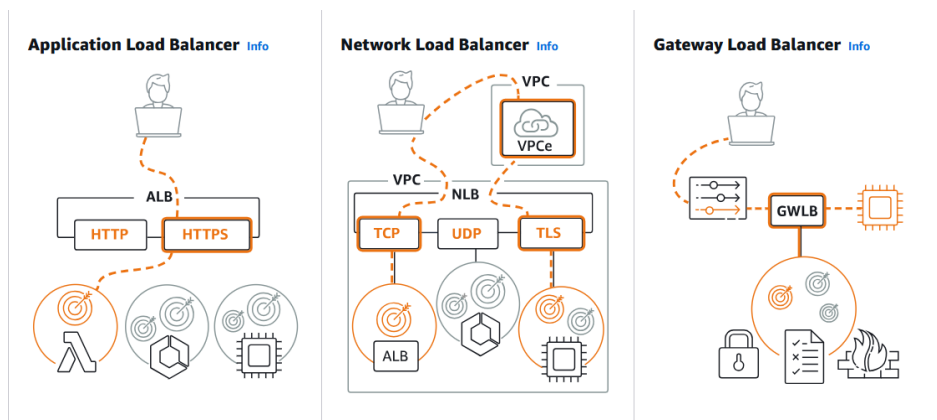 Application Load Balancer Info
ALB
HTTP
HTTPS
Network Load Balancer Info
VPC
VPCe
VPC
NLB
TCP
UDP
TLS
ALB
Gateway Load Balancer Info
GWLB